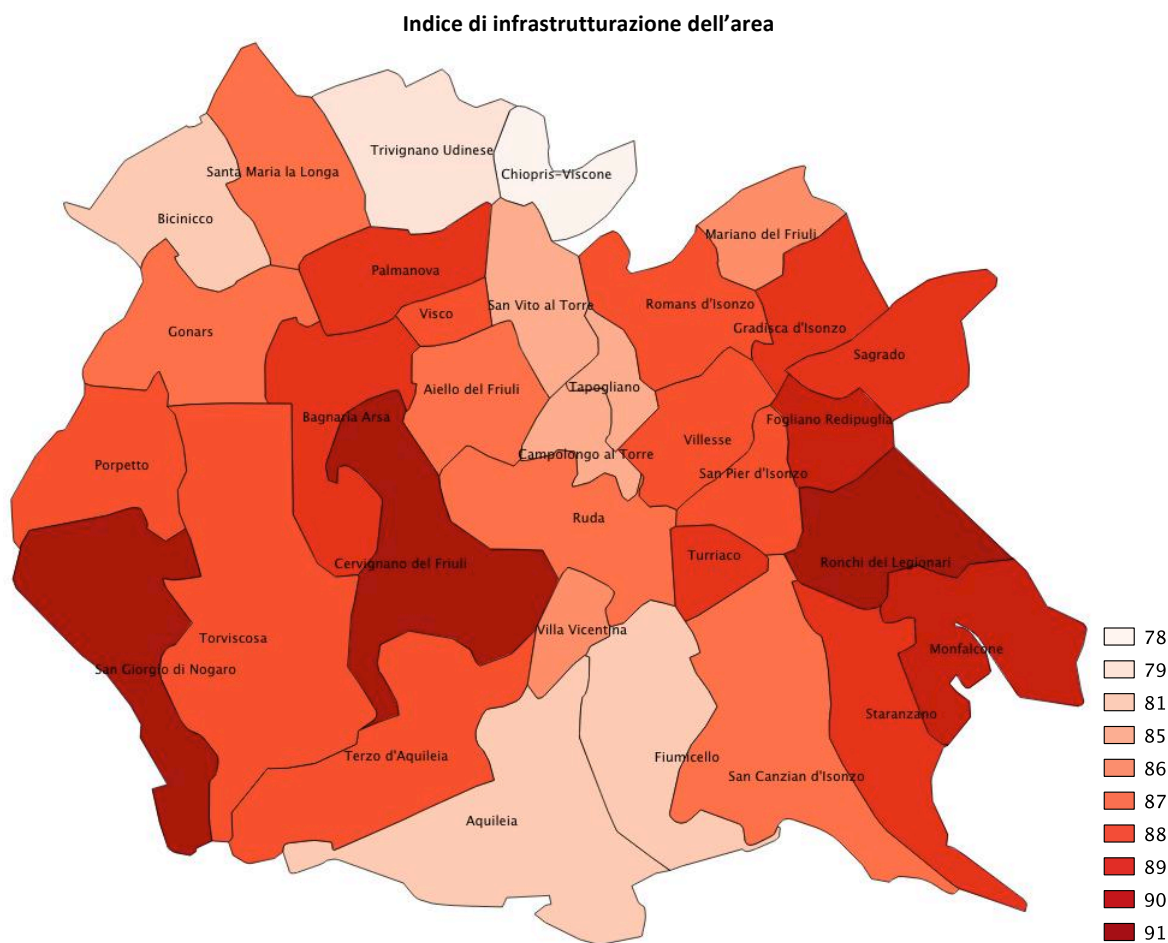 Indice di infrastrutturazione dell’area
Trivignano Udinese
Santa Maria la Longa
Chiopris-Viscone
Bicinicco
Mariano del Friuli
Palmanova
San Vito al Torre
Romans d'Isonzo
Visco
Gonars
Gradisca d'Isonzo
Sagrado
Aiello del Friuli
Tapogliano
Bagnaria Arsa
Fogliano Redipuglia
Villesse
Campolongo al Torre
Porpetto
San Pier d'Isonzo
Ruda
Turriaco
Cervignano del Friuli
Ronchi dei Legionari
Villa Vicentina
Torviscosa
Monfalcone
San Giorgio di Nogaro
Staranzano
Terzo d'Aquileia
Fiumicello
San Canzian d'Isonzo
Aquileia
78
79
81
85
86
87
88
89
90
91